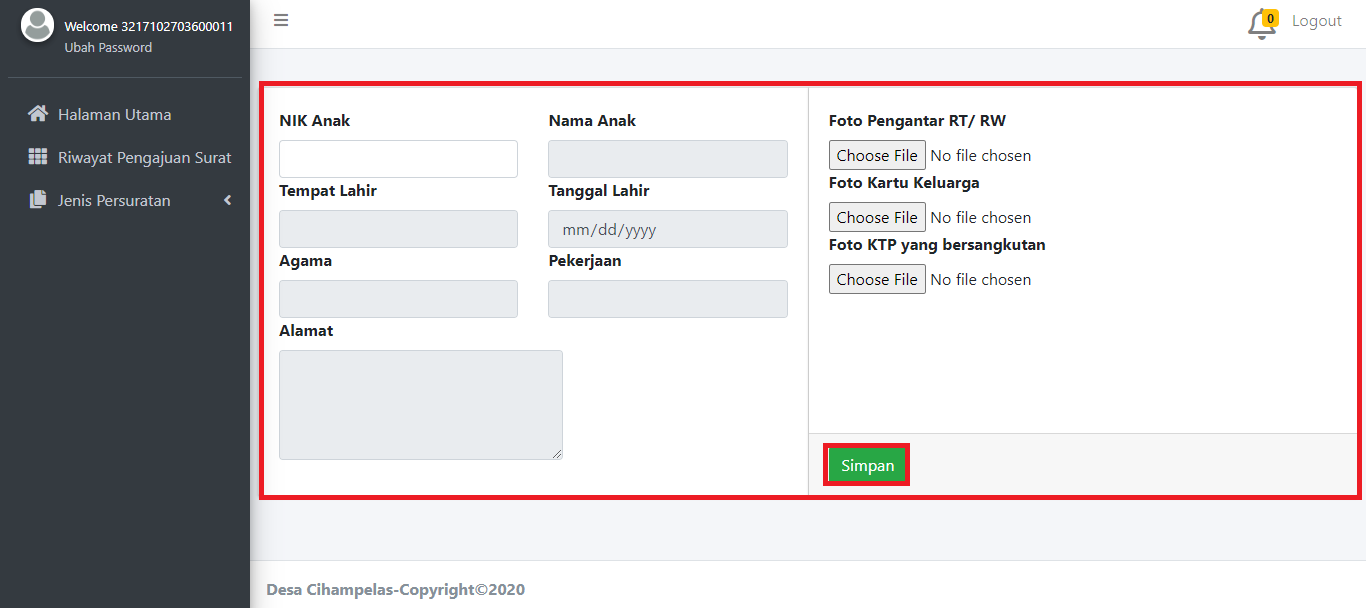 Welcome 3217102703600011
Ubah Password
Halaman Utama
Riwayat Pengajuan Surat
Jenis Persuratan
0
Logout
NIK Anak
Nama Anak
Tempat Lahir
Tanggal Lahir
mm/dd/yyyy
Agama
Pekerjaan
Alamat
Foto Pengantar RT/ RW
Choose File No file chosen
Foto Kartu Keluarga
Choose File No file chosen
Foto KTP yang bersangkutan
Choose File No file chosen
Simpan
Desa Cihampelas-Copyright©2020